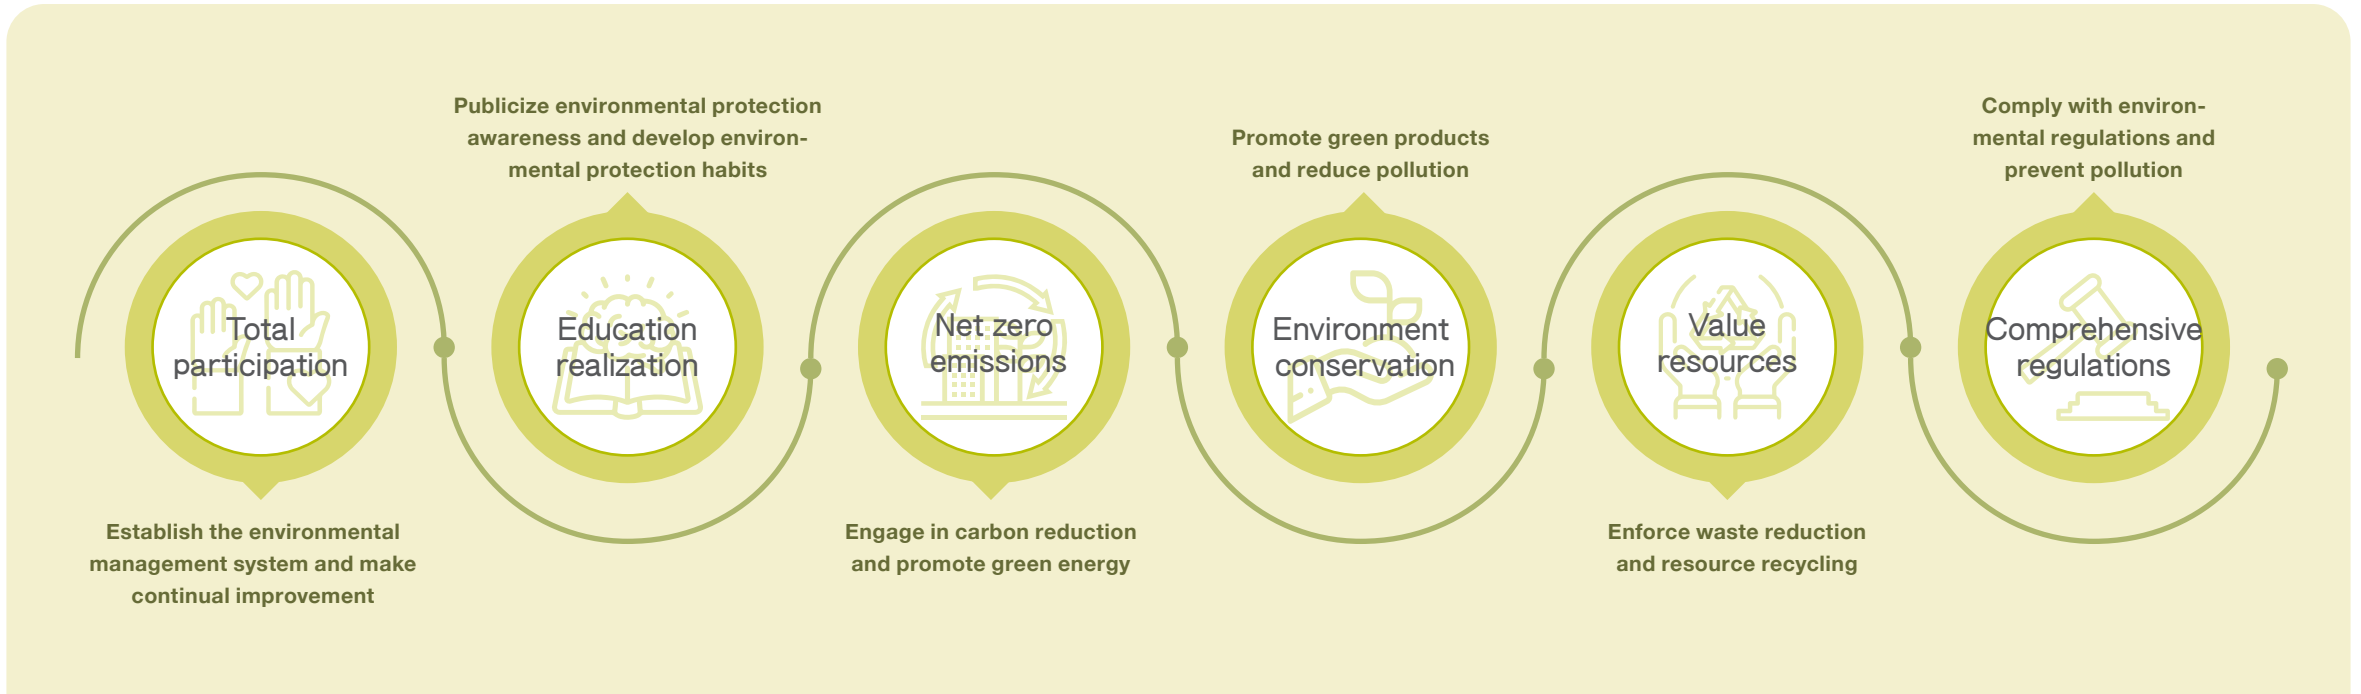 Total
participation
Establish the environmental
management system and make
continual improvement
Publicize environmental protection
awareness and develop environ-
mental protection habits
Education
realization
Net zero
emissions
Engage in carbon reduction
and promote green energy
Promote green products
and reduce pollution
Environment
conservation
Value
resources
Enforce waste reduction
and resource recycling
Comply with environ-
mental regulations and
prevent pollution
Comprehensive
regulations